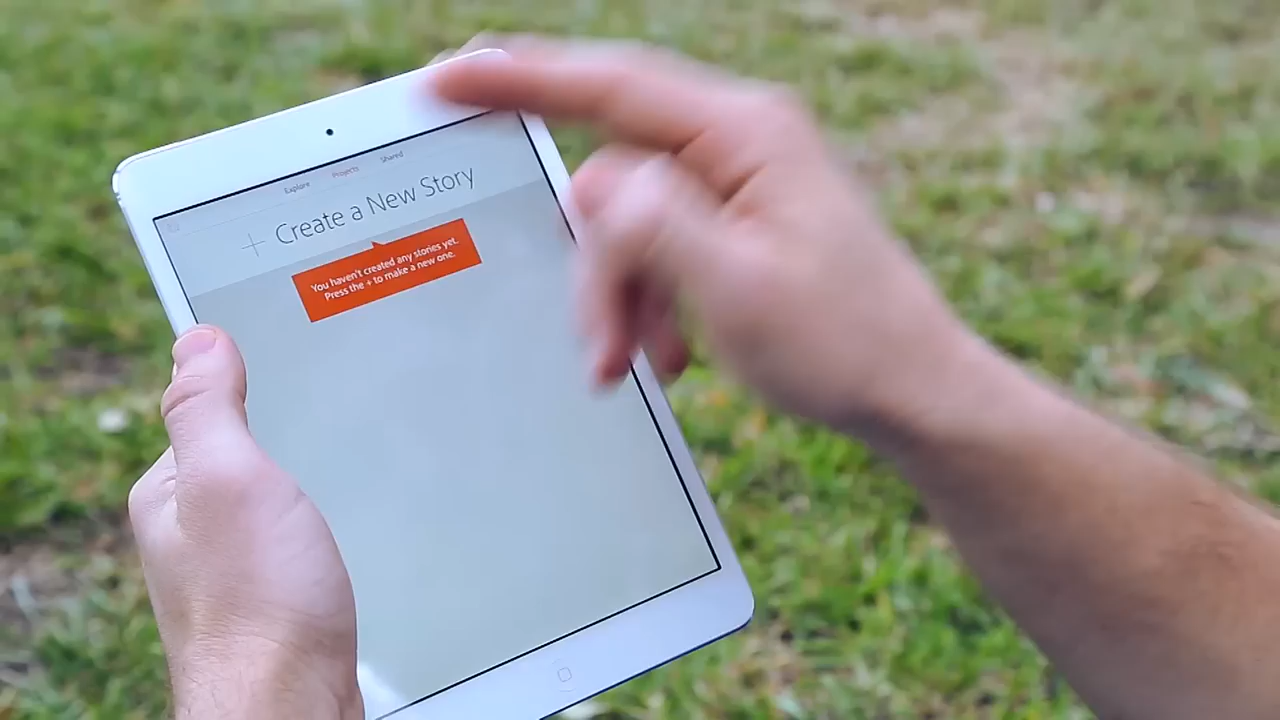 Explore Projects Shared
+ Create a New Story
You haven't created any stories yet.
Press the + to make a new one.